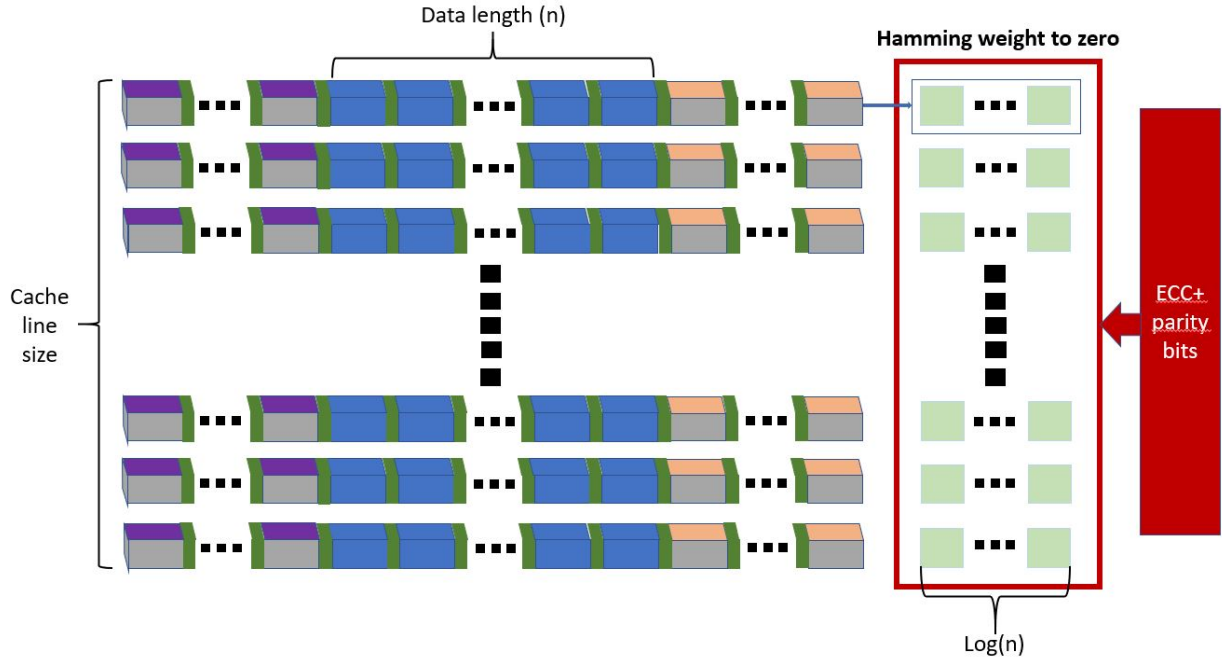 Data length (n)
Hamming weight to zero
Cache
line
size
ECC+
parity
bits
Log(n)